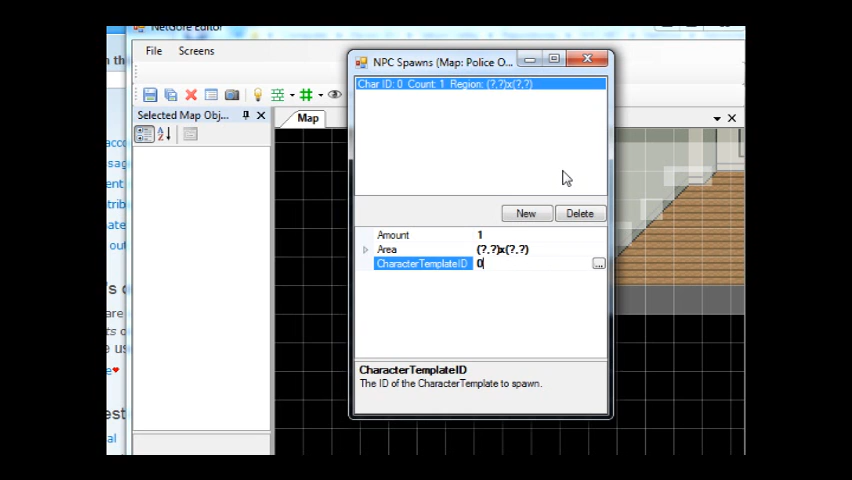 NetGore Editor
File Screens
NPC Spawns (Map: Police O...
Char ID: 0 Count: 1 Region: (?,?)x(?,?)
Selected Map Obj...
Map
New Delete
Amount 1
Area (?,?)x(?,?)
CharacterTemplateID 0
...
CharacterTemplateID
The ID of the CharacterTemplate to spawn.